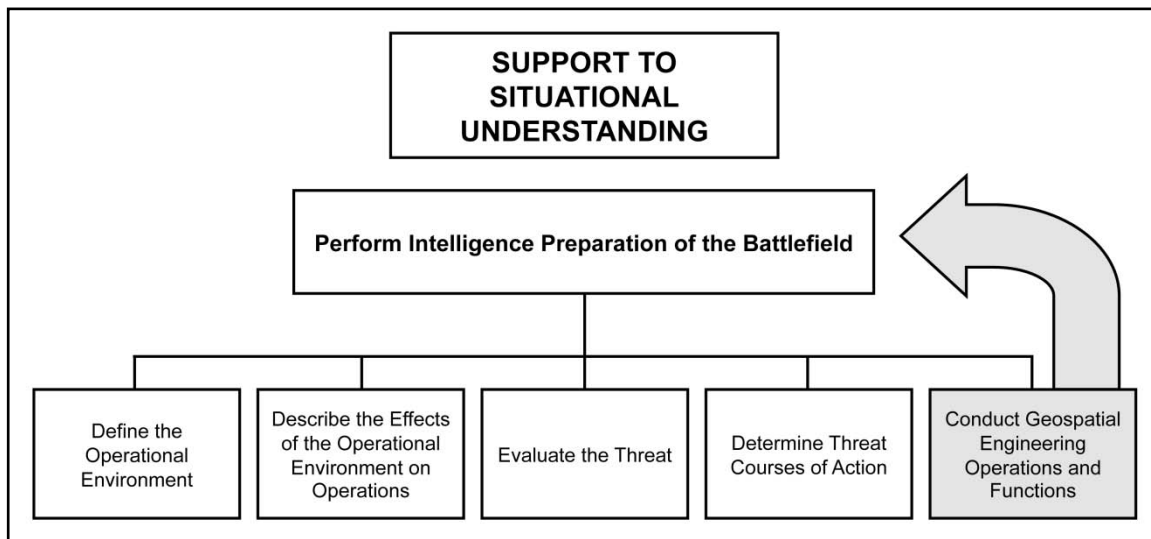 SUPPORT TO
SITUATIONAL
UNDERSTANDING
Perform Intelligence Preparation of the Battlefield
Define the
Operational
Environment
Describe the Effects
of the Operational
Environment on
Operations
Evaluate the Threat
Determine Threat
Courses of Action
Conduct Geospatial
Engineering
Operations and
Functions